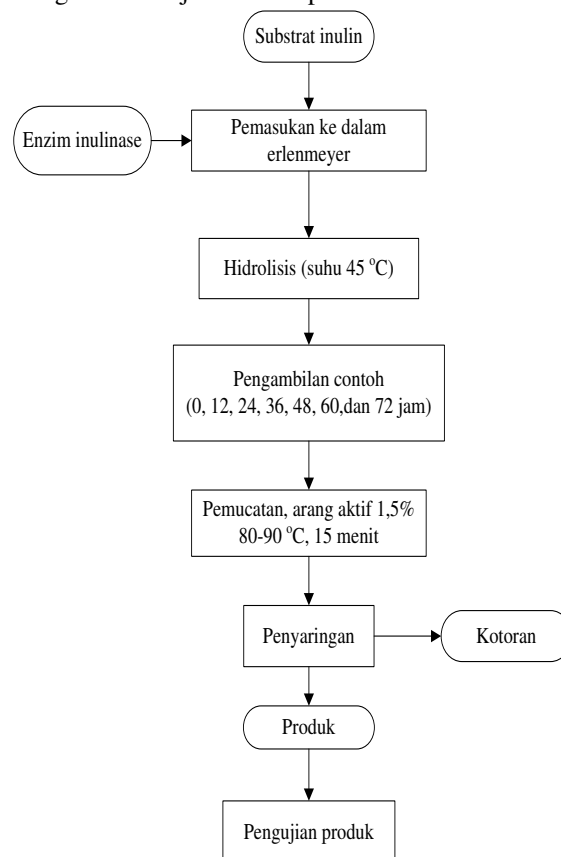 Substrat inulin
Enzim inulinase
Pemasukan ke dalam
erlenmeyer
Hidrolisis (suhu 45 °C)
Pengambilan contoh
(0, 12, 24, 36, 48, 60,dan 72 jam)
Pemucatan, arang aktif 1,5%
80-90 °C, 15 menit
Penyaringan
Kotoran
Produk
Pengujian produk